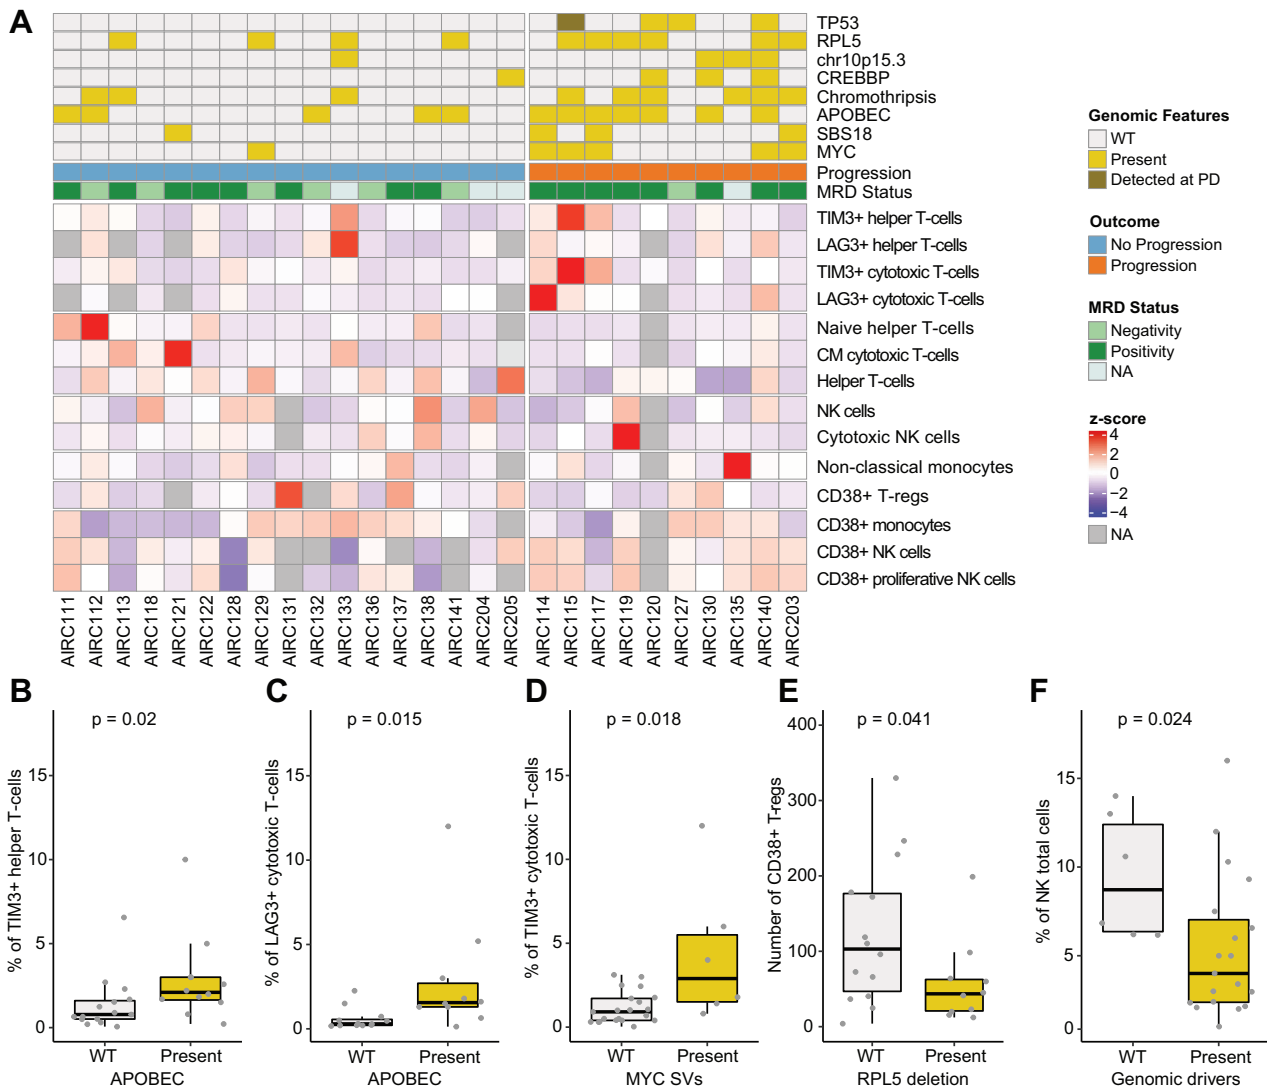 A
TP53
RPL5
chr10p15.3
CREBBP
Chromothripsis
APOBEC
SBS18
MYC
Progression
MRD Status
TIM3+ helper T-cells
LAG3+ helper T-cells
TIM3+ cytotoxic T-cells
LAG3+ cytotoxic T-cells
Naive helper T-cells
CM cytotoxic T-cells
Helper T-cells
NK cells
Cytotoxic NK cells
Non-classical monocytes
CD38+ T-regs
CD38+ monocytes
CD38+ NK cells
CD38+ proliferative NK cells
Genomic Features
WT
Present
Detected at PD
Outcome
No Progression
Progression
MRD Status
Negativity
Positivity
NA
z-score
4
2
0
−2
−4
NA
AIRC111
AIRC112
AIRC113
AIRC118
AIRC121
AIRC122
AIRC128
AIRC129
AIRC131
AIRC132
AIRC133
AIRC136
AIRC137
AIRC138
AIRC141
AIRC204
AIRC205
AIRC114
AIRC115
AIRC117
AIRC119
AIRC120
AIRC127
AIRC130
AIRC135
AIRC140
AIRC203
B
p = 0.02
% of TIM3+ helper T-cells
15
10
5
0
WT Present
APOBEC
C
p = 0.015
% of LAG3+ cytotoxic T-cells
15
10
5
0
WT Present
APOBEC
D
p = 0.018
% of TIM3+ cytotoxic T-cells
15
10
5
0
WT Present
MYC SVs
E
p = 0.041
Number of CD38+ T-regs
400
300
200
100
0
WT Present
RPL5 deletion
F
p = 0.024
% of NK total cells
15
10
5
0
WT Present
Genomic drivers